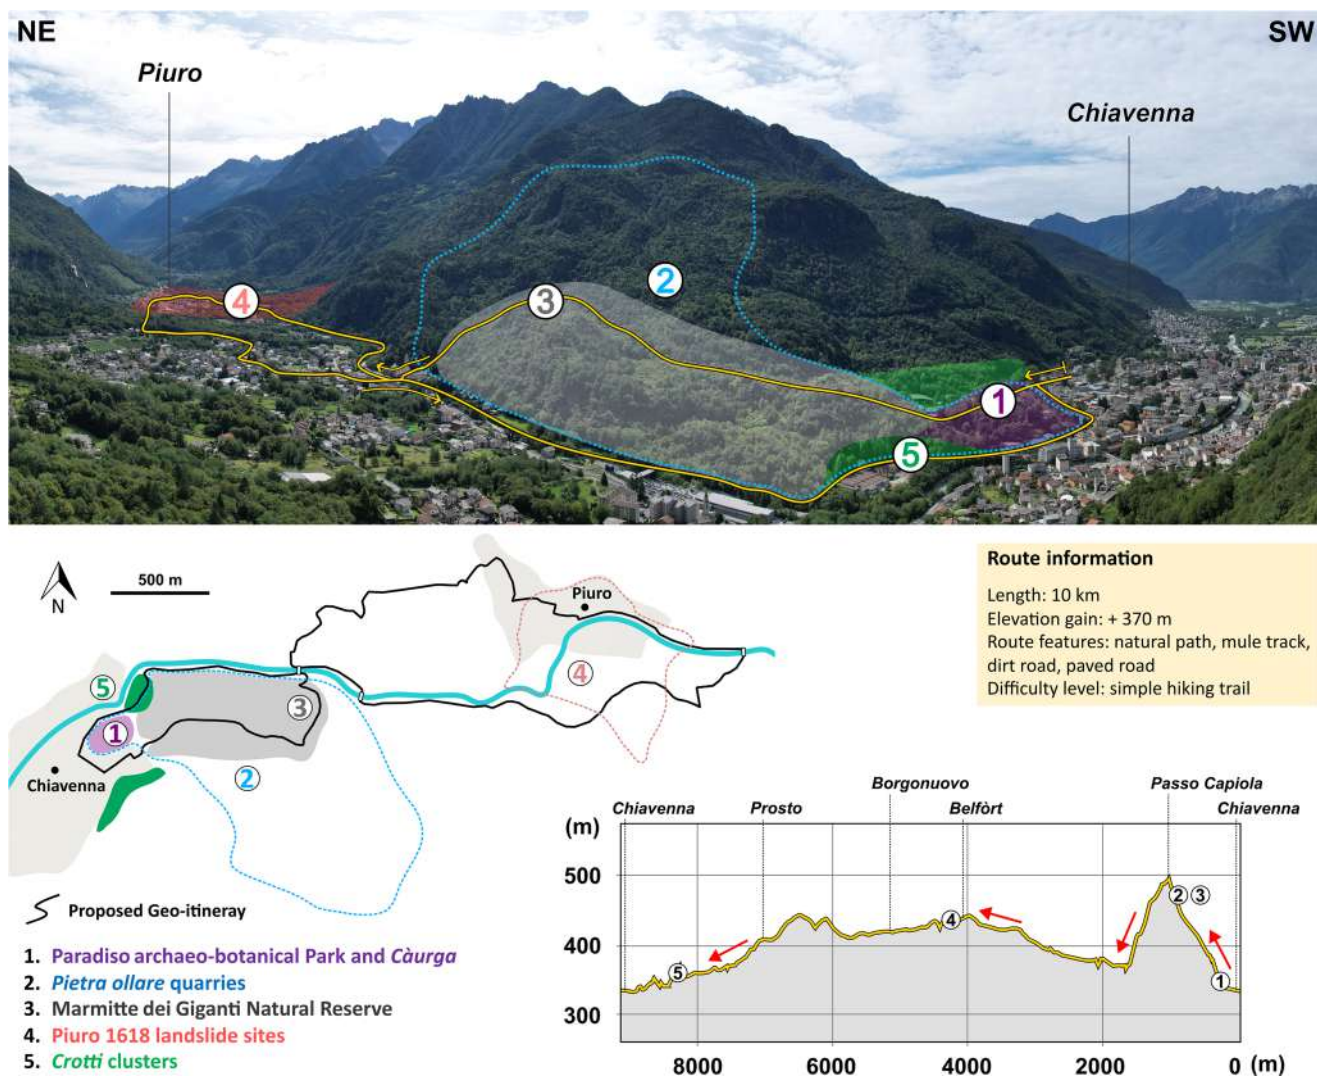 NE
SW
Piuro
Chiavenna
4
2
3
1
5
N
500 m
Piuro
4
5
3
1
Chiavenna
2
Route information
Length: 10 km
Elevation gain: + 370 m
Route features: natural path, mule track,
dirt road, paved road
Difficulty level: simple hiking trail
Proposed Geo-itineray
1. Paradiso archaeo-botanical Park and Càurga
2. Pietra ollare quarries
3. Marmitte dei Giganti Natural Reserve
4. Piuro 1618 landslide sites
5. Crotti clusters
Borgonuovo
Passo Capiola
Chiavenna
Prosto
Belfòrt
Chiavenna
(m)
500
400
300
2 3
4
5
1
8000
6000
4000
2000
0 (m)